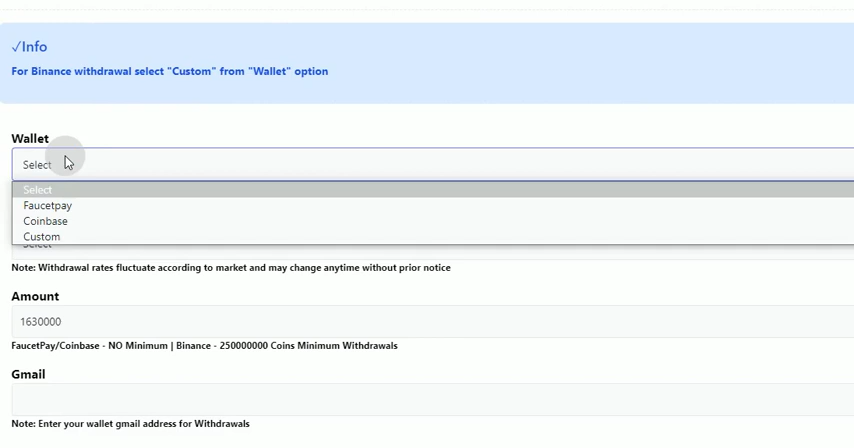 ✓Info
For Binance withdrawal select "Custom" from "Wallet" option
Wallet
Select
Select
Faucetpay
Coinbase
Custom
Select
Note: Withdrawal rates fluctuate according to market and may change anytime without prior notice
Amount
1630000
FaucetPay/Coinbase - NO Minimum | Binance - 250000000 Coins Minimum Withdrawals
Gmail
Note: Enter your wallet gmail address for Withdrawals